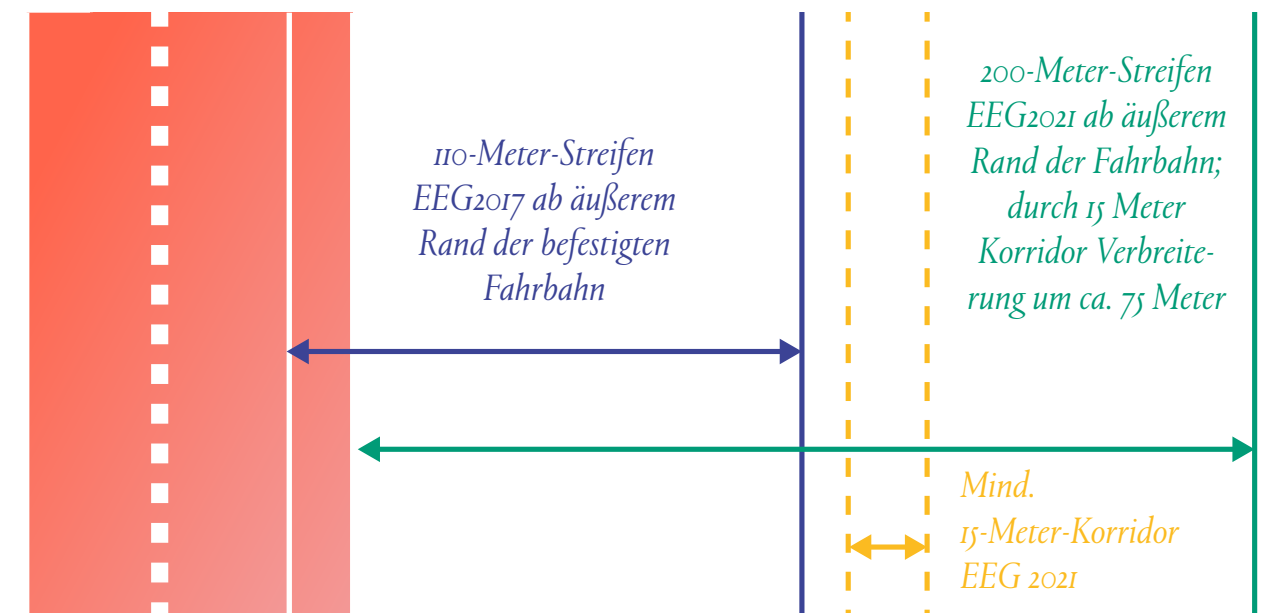 110-Meter-Streifen
EEG2017 ab äußerem
Rand der befestigten
Fahrbahn
200-Meter-Streifen
EEG2021 ab äußerem
Rand der Fahrbahn;
durch 15 Meter
Korridor Verbreite-
rung um ca. 75 Meter
Mind.
15-Meter-Korridor
EEG 2021